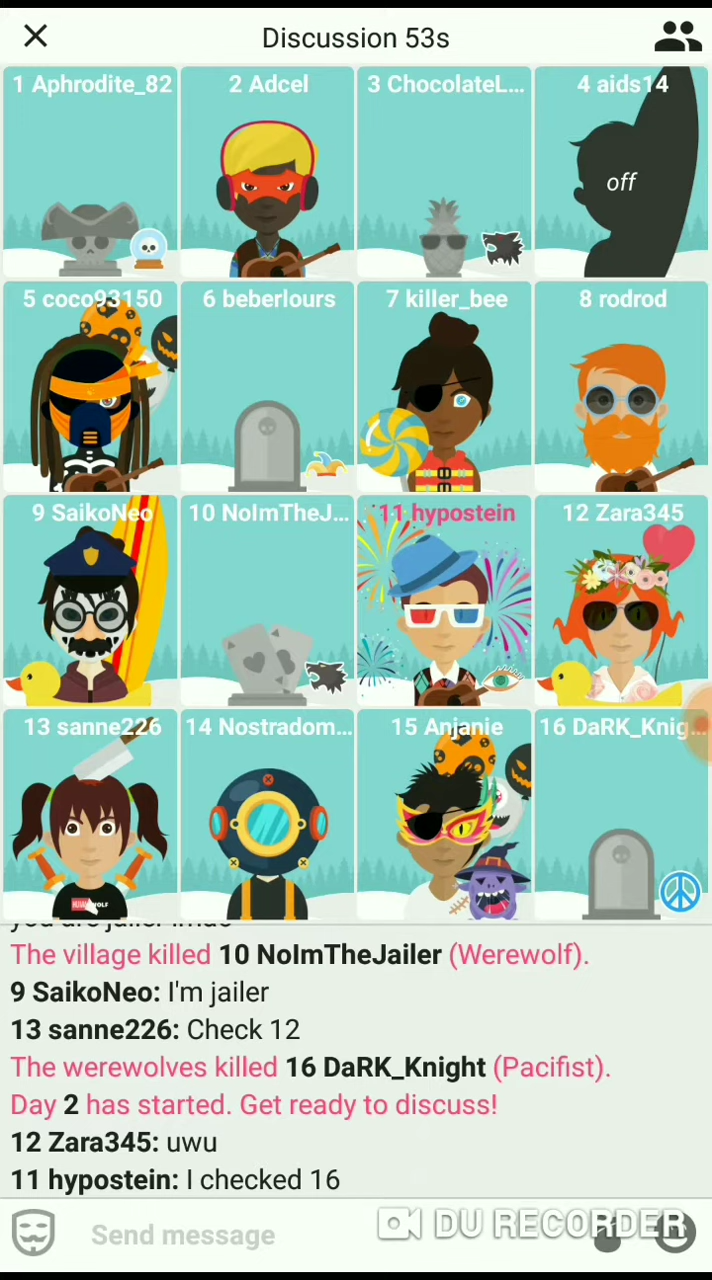 Discussion 53s
1 Aphrodite_82
2 Adcel
3 ChocolateL...
4 aids14
off
5 coco93150
6 beberlours
7 killer_bee
8 rodrod
9 SaikoNeo
10 NoImTheJ...
11 hypostein
12 Zara345
13 sanne226
14 Nostradom...
15 Anjanie
16 DaRK_Knig...
The village killed 10 NoImTheJailer (Werewolf).
9 SaikoNeo: I'm jailer
13 sanne226: Check 12
The werewolves killed 16 DaRK_Knight (Pacifist).
Day 2 has started. Get ready to discuss!
12 Zara345: uwu
11 hypostein: I checked 16
Send message
DU RECORDER